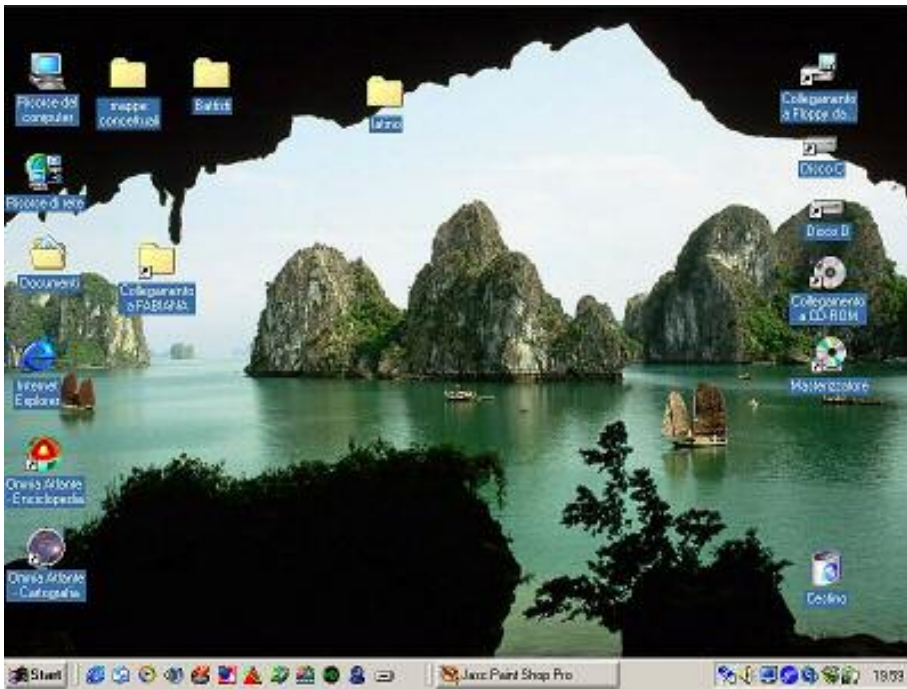 Risorse del
computer
mappe
concettuali
Battisti
latino
Collegamento
a Floppy da...
Risorse di rete
Disco C
Disco D
Documenti
Collegamento
a FABIANA
Collegamento
a CD-ROM
Internet
Explorer
Masterizzatore
Omnia Atlante
- Enciclopedia
Omnia Atlante
- Cartografia
Cestino
Start
Jasc Paint Shop Pro
19.59